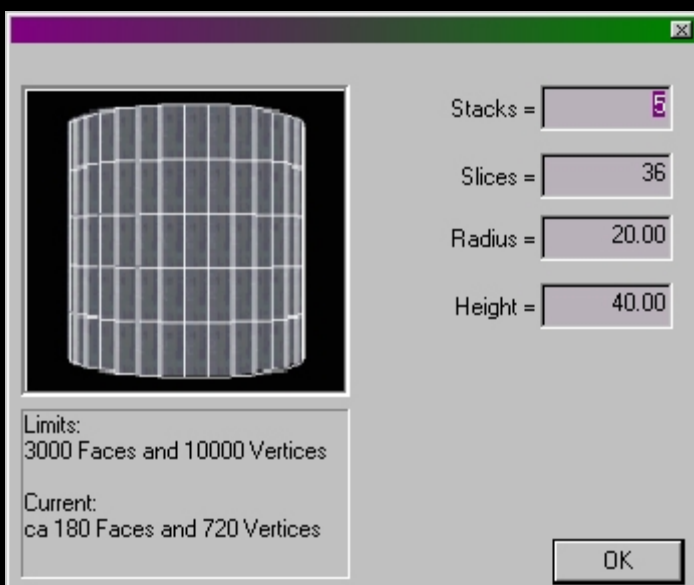 Stacks = 5
Slices = 36
Radius = 20.00
Height = 40.00
Limits:
3000 Faces and 10000 Vertices
Current:
ca 180 Faces and 720 Vertices
OK